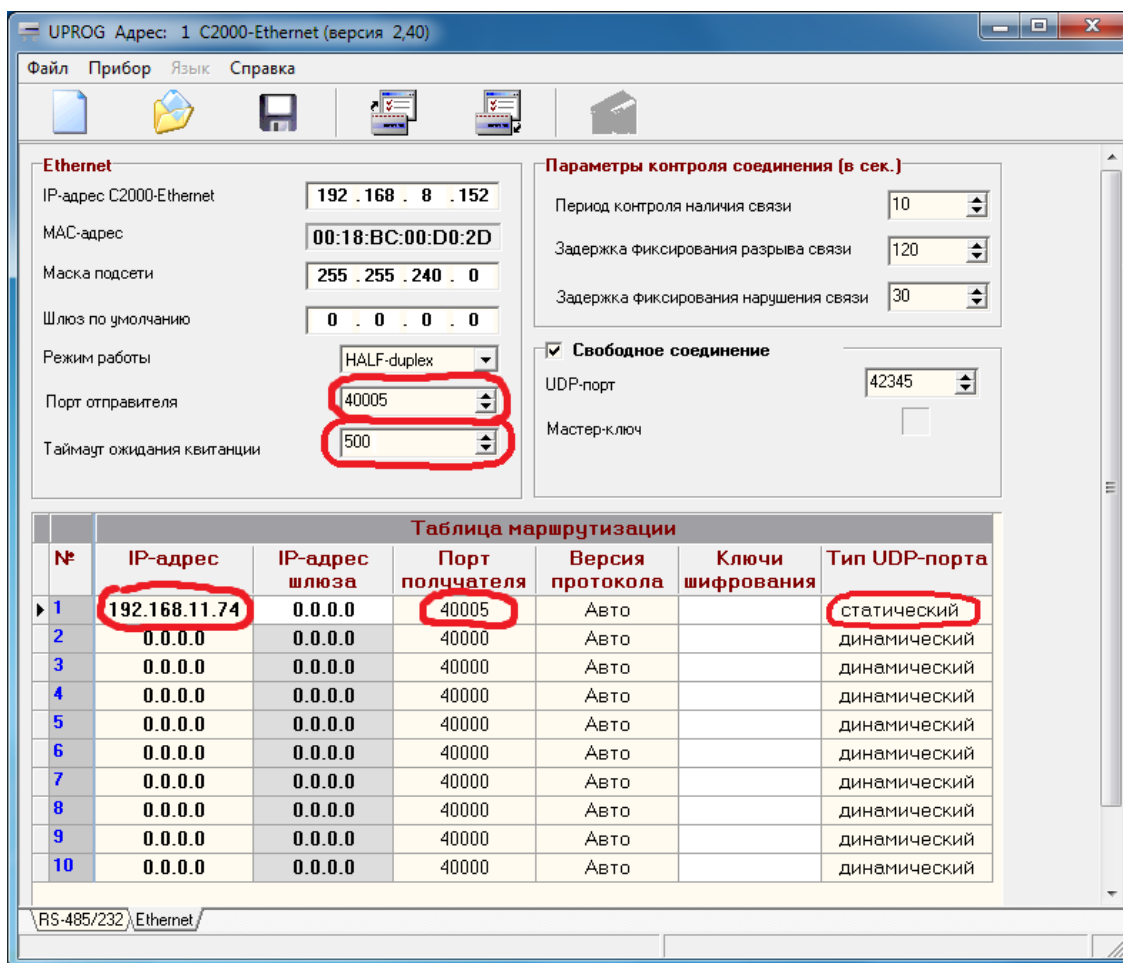 UPROG Адрес: 1 С2000-Ethernet (версия 2,40)
Файл Прибор Язык Справка
Ethernet
IP-адрес С2000-Ethernet 192 . 168 . 8 . 152
MAC-адрес 00:18:BC:00:D0:2D
Маска подсети 255 . 255 . 240 . 0
Шлюз по умолчанию 0 . 0 . 0 . 0
Режим работы HALF-duplex
Порт отправителя 40005
Таймаут ожидания квитанции 500
Параметры контроля соединения (в сек.)
Период контроля наличия связи 10
Задержка фиксирования разрыва связи 120
Задержка фиксирования нарушения связи 30
Свободное соединение
UDP-порт 42345
Мастер-ключ
Таблица маршрутизации
№ IP-адрес IP-адрес шлюза Порт получателя Версия протокола Ключи шифрования Тип UDP-порта
1 192.168.11.74 0.0.0.0 40005 Авто статический
2 0.0.0.0 0.0.0.0 40000 Авто динамический
3 0.0.0.0 0.0.0.0 40000 Авто динамический
4 0.0.0.0 0.0.0.0 40000 Авто динамический
5 0.0.0.0 0.0.0.0 40000 Авто динамический
6 0.0.0.0 0.0.0.0 40000 Авто динамический
7 0.0.0.0 0.0.0.0 40000 Авто динамический
8 0.0.0.0 0.0.0.0 40000 Авто динамический
9 0.0.0.0 0.0.0.0 40000 Авто динамический
10 0.0.0.0 0.0.0.0 40000 Авто динамический
RS-485/232 Ethernet